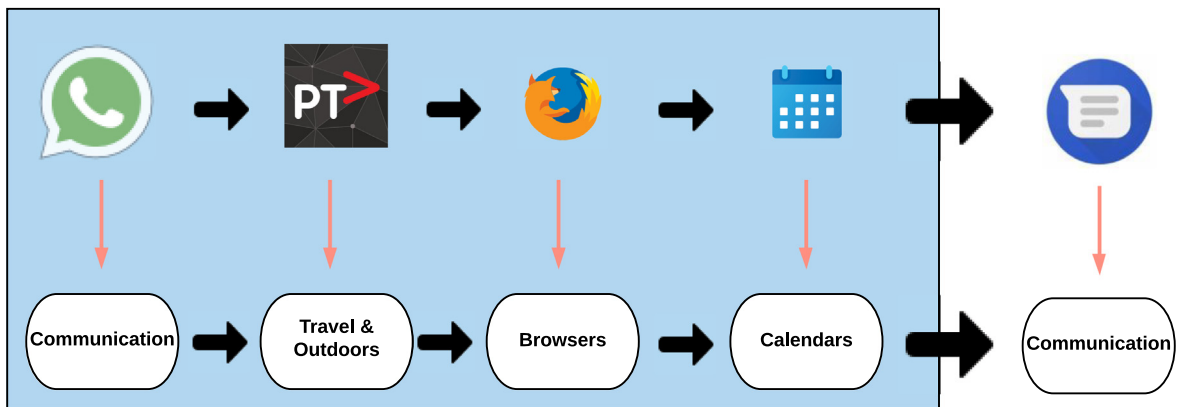 PT
Communication
Travel &
Outdoors
Browsers
Calendars
Communication